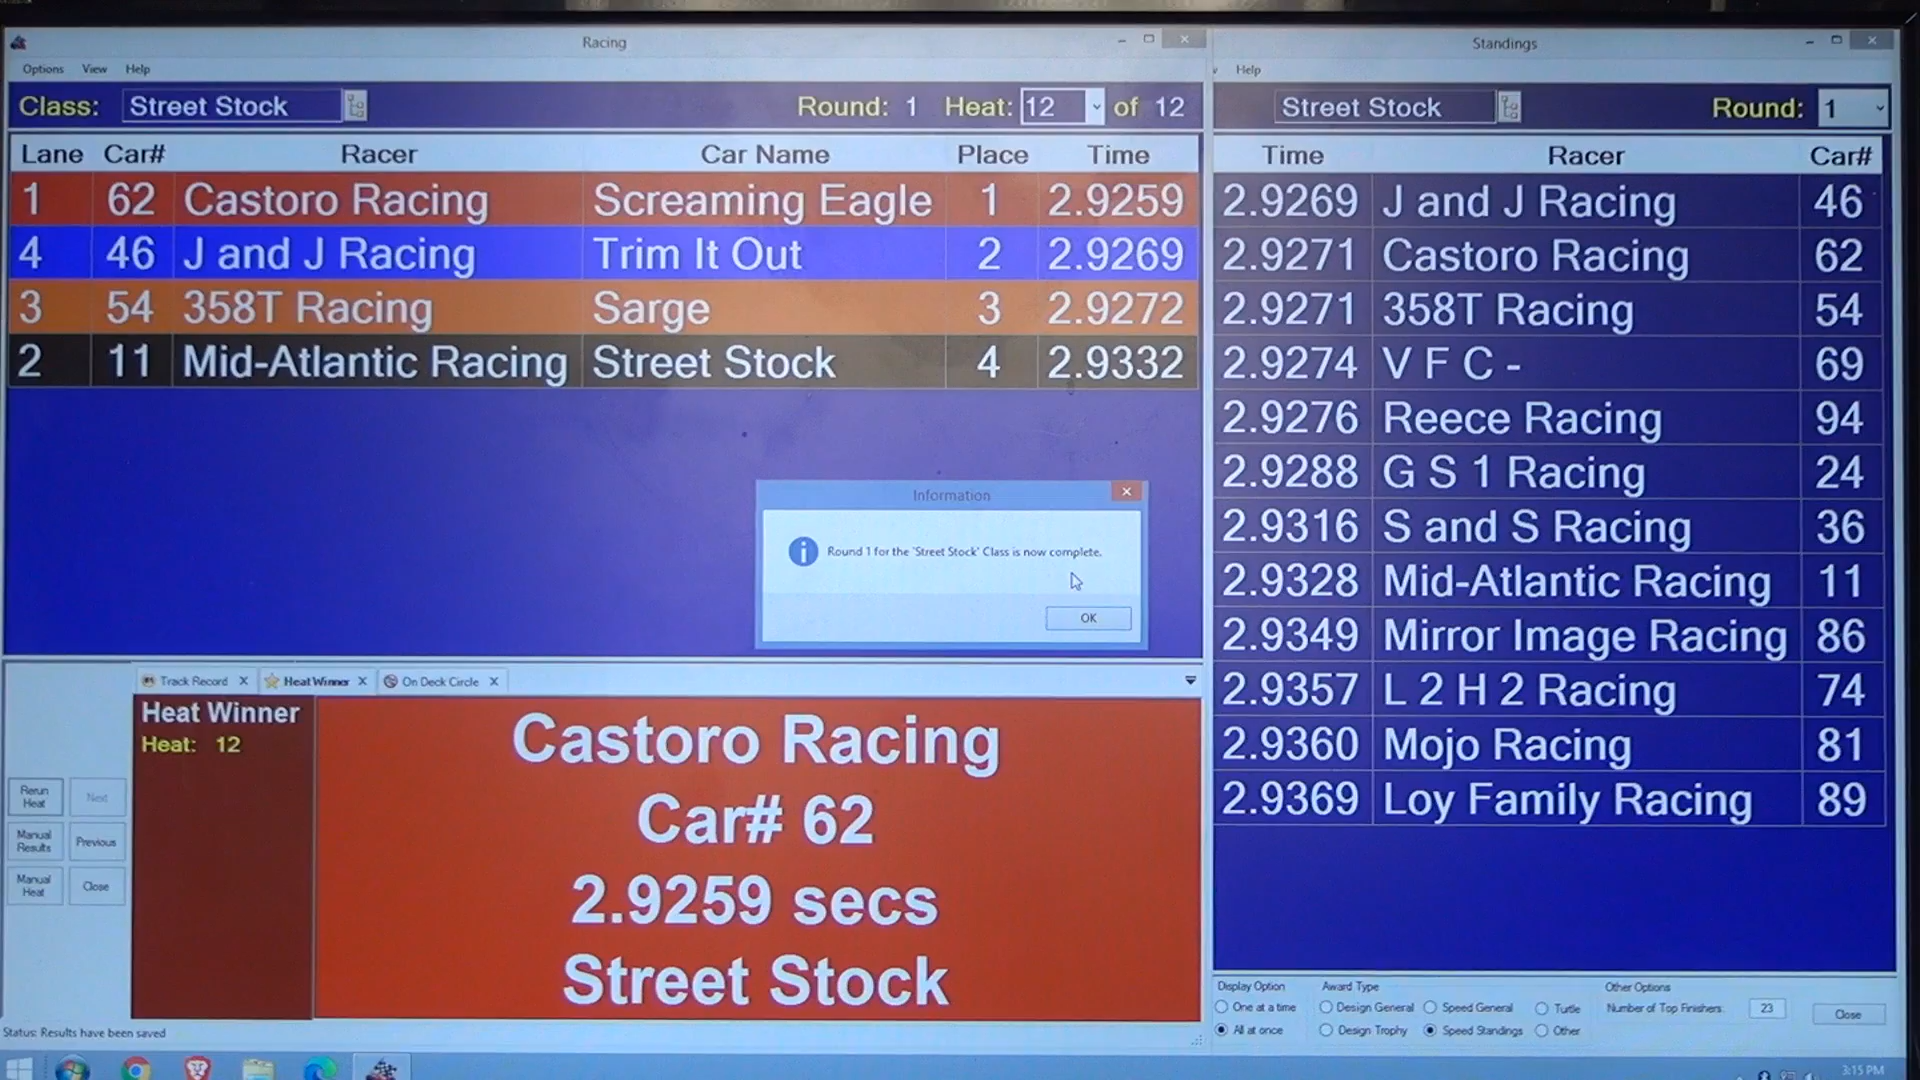 Racing
Options View Help
Class: Street Stock Round: 1 Heat: 12 of 12
Lane Car# Racer Car Name Place Time
1 62 Castoro Racing Screaming Eagle 1 2.9259
4 46 J and J Racing Trim It Out 2 2.9269
3 54 358T Racing Sarge 3 2.9272
2 11 Mid-Atlantic Racing Street Stock 4 2.9332
Information
Round 1 for the 'Street Stock' Class is now complete.
OK
Track Record Heat Winner On Deck Circle
Heat Winner
Heat: 12
Castoro Racing
Car# 62
2.9259 secs
Street Stock
Rerun Heat
Next
Manual Results
Previous
Manual Heat
Close
Status: Results have been saved
Standings
Help
Street Stock Round: 1
Time Racer Car#
2.9269 J and J Racing 46
2.9271 Castoro Racing 62
2.9271 358T Racing 54
2.9274 V F C - 69
2.9276 Reece Racing 94
2.9288 G S 1 Racing 24
2.9316 S and S Racing 36
2.9328 Mid-Atlantic Racing 11
2.9349 Mirror Image Racing 86
2.9357 L 2 H 2 Racing 74
2.9360 Mojo Racing 81
2.9369 Loy Family Racing 89
Display Option Award Type Other Options
One at a time Design General Speed General Turtle Number of Top Finishers: 23
All at once Design Trophy Speed Standings Other
Close
3:15 PM